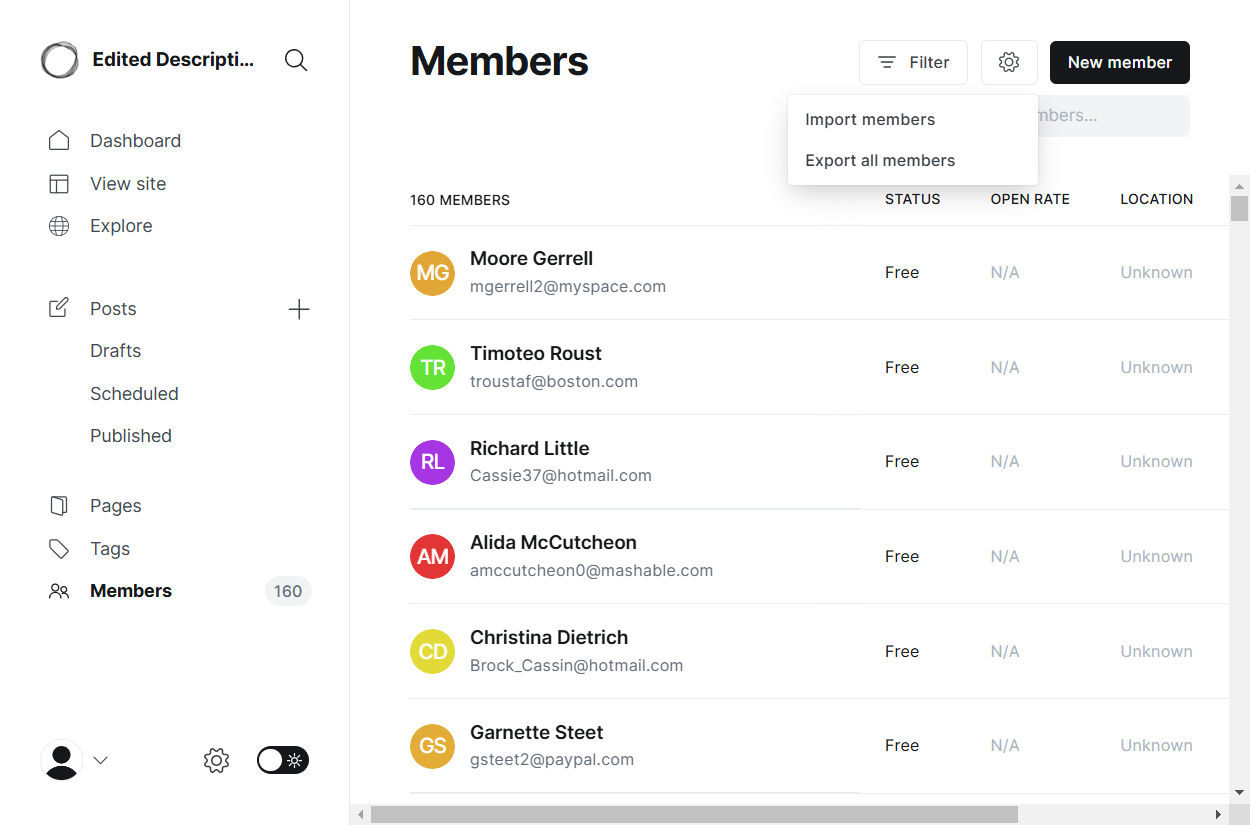 Edited Descripti...
Dashboard
View site
Explore
Posts
Drafts
Scheduled
Published
Pages
Tags
Members
160
Members
Filter
New member
Import members
Export all members
mbers...
160 MEMBERS
STATUS
OPEN RATE
LOCATION
MG
Moore Gerrell
mgerrell2@myspace.com
Free
N/A
Unknown
TR
Timoteo Roust
troustaf@boston.com
Free
N/A
Unknown
RL
Richard Little
Cassie37@hotmail.com
Free
N/A
Unknown
AM
Alida McCutcheon
amccutcheon0@mashable.com
Free
N/A
Unknown
CD
Christina Dietrich
Brock_Cassin@hotmail.com
Free
N/A
Unknown
GS
Garnette Steet
gsteet2@paypal.com
Free
N/A
Unknown